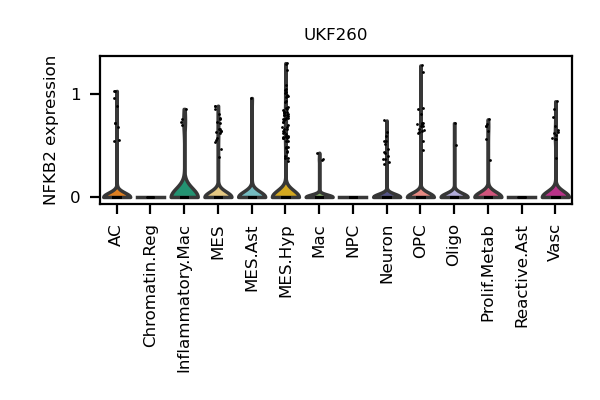 UKF260
NFKB2 expression
1
0
AC
Chromatin.Reg
Inflammatory.Mac
MES
MES.Ast
MES.Hyp
Mac
NPC
Neuron
OPC
Oligo
Prolif.Metab
Reactive.Ast
Vasc